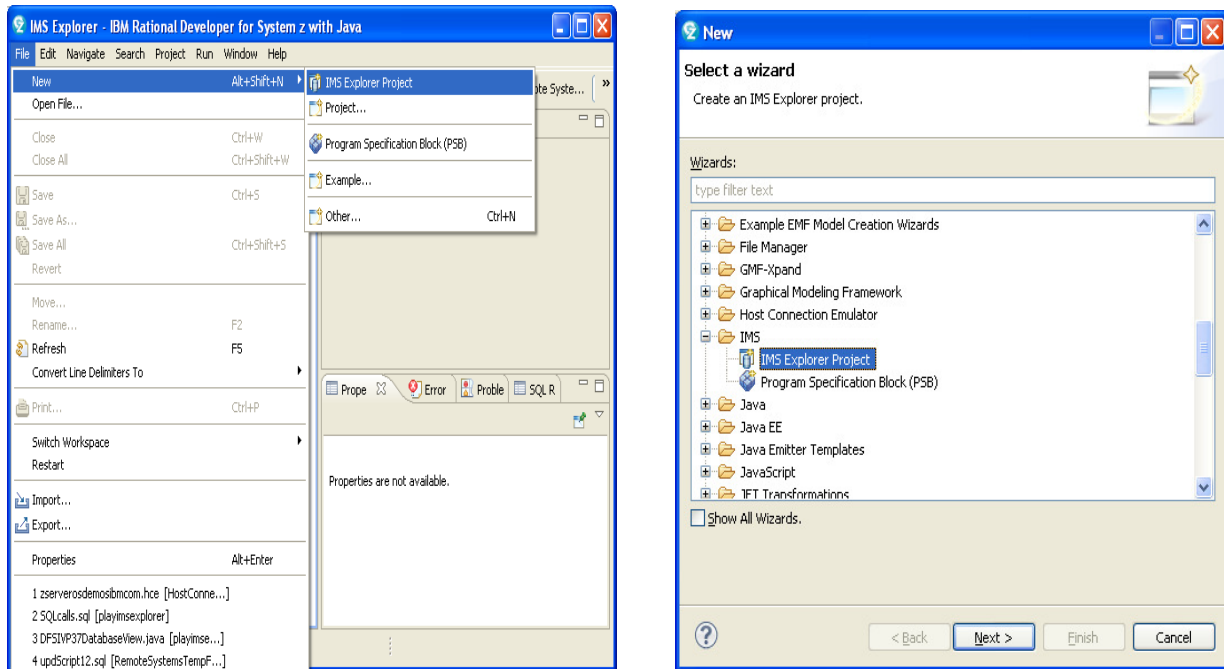 IMS Explorer - IBM Rational Developer for System z with Java
File Edit Navigate Search Project Run Window Help
New Alt+Shift+N
Open File...
Close Ctrl+W
Close All Ctrl+Shift+W
Save Ctrl+S
Save As...
Save All Ctrl+Shift+S
Revert
Move...
Rename... F2
Refresh F5
Convert Line Delimiters To
Print... Ctrl+P
Switch Workspace
Restart
Import...
Export...
Properties Alt+Enter
1 zserverosdemosibmcom.hce [HostConne...]
2 SQLcalls.sql [playimsexplorer]
3 DFSIVP37DatabaseView.java [playimse...]
4 updScript12.sql [RemoteSystemsTempF...]
IMS Explorer Project
Project...
Program Specification Block (PSB)
Example...
Other... Ctrl+N
ote Syste... »
Prope Error Proble SQL R
Properties are not available.
New
Select a wizard
Create an IMS Explorer project.
Wizards:
type filter text
Example EMF Model Creation Wizards
File Manager
GMF-Xpand
Graphical Modeling Framework
Host Connection Emulator
IMS
IMS Explorer Project
Program Specification Block (PSB)
Java
Java EE
Java Emitter Templates
JavaScript
JET Transformations
Show All Wizards.
? < Back Next > Finish Cancel